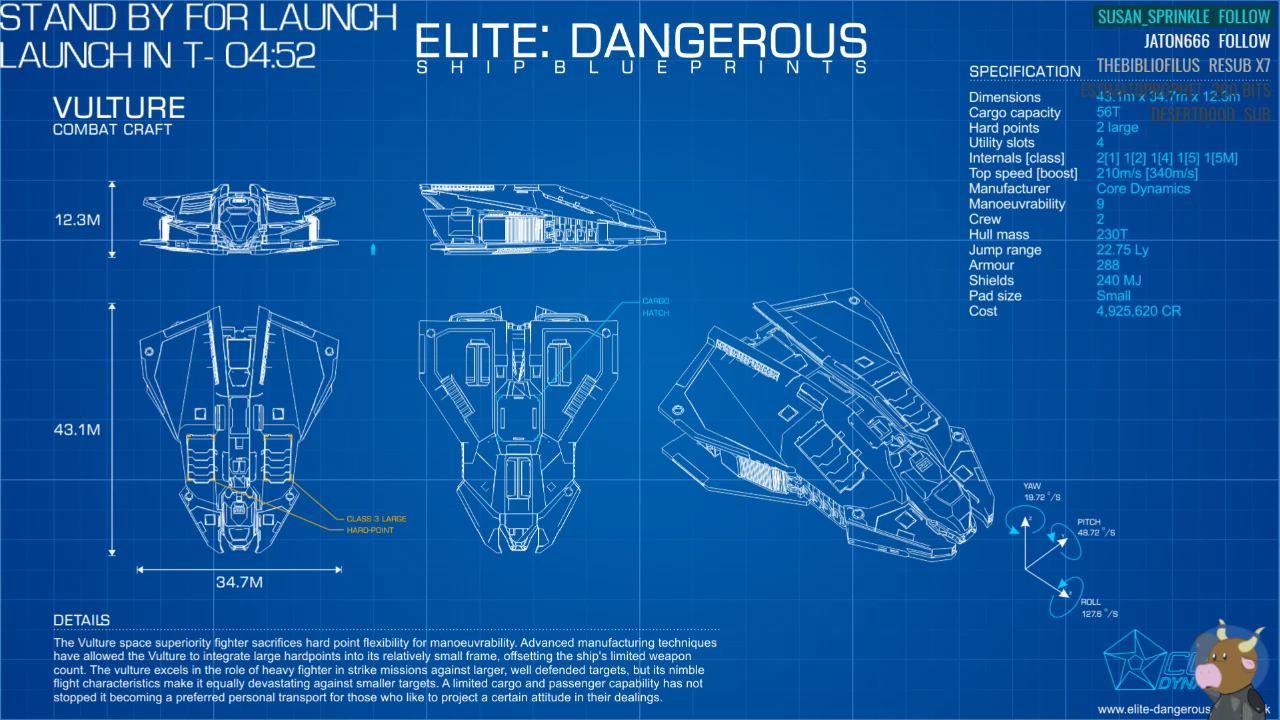 STAND BY FOR LAUNCH
LAUNCH IN T- 04:52
ELITE: DANGEROUS
SHIP BLUEPRINTS
SUSAN_SPRINKLE FOLLOW
JATON666 FOLLOW
THEBIBLIOFILUS RESUB X7
DESERTDOOD SUB
VULTURE
COMBAT CRAFT
SPECIFICATION
Dimensions 43.1m x 34.7m x 12.3m
Cargo capacity 56T
Hard points 2 large
Utility slots 4
Internals [class] 2[1] 1[2] 1[4] 1[5] 1[5M]
Top speed [boost] 210m/s [340m/s]
Manufacturer Core Dynamics
Manoeuvrability 9
Crew 2
Hull mass 230T
Jump range 22.75 Ly
Armour 288
Shields 240 MJ
Pad size Small
Cost 4,925,620 CR
12.3M
CARGO
HATCH
43.1M
CLASS 3 LARGE
HARD-POINT
34.7M
YAW
19.72 °/S
PITCH
48.72 °/S
ROLL
127.6 °/S
DETAILS
The Vulture space superiority fighter sacrifices hard point flexibility for manoeuvrability. Advanced manufacturing techniques
have allowed the Vulture to integrate large hardpoints into its relatively small frame, offsetting the ship's limited weapon
count. The vulture excels in the role of heavy fighter in strike missions against larger, well defended targets, but its nimble
flight characteristics make it equally devastating against smaller targets. A limited cargo and passenger capability has not
stopped it becoming a preferred personal transport for those who like to project a certain attitude in their dealings.
www.elite-dangerous